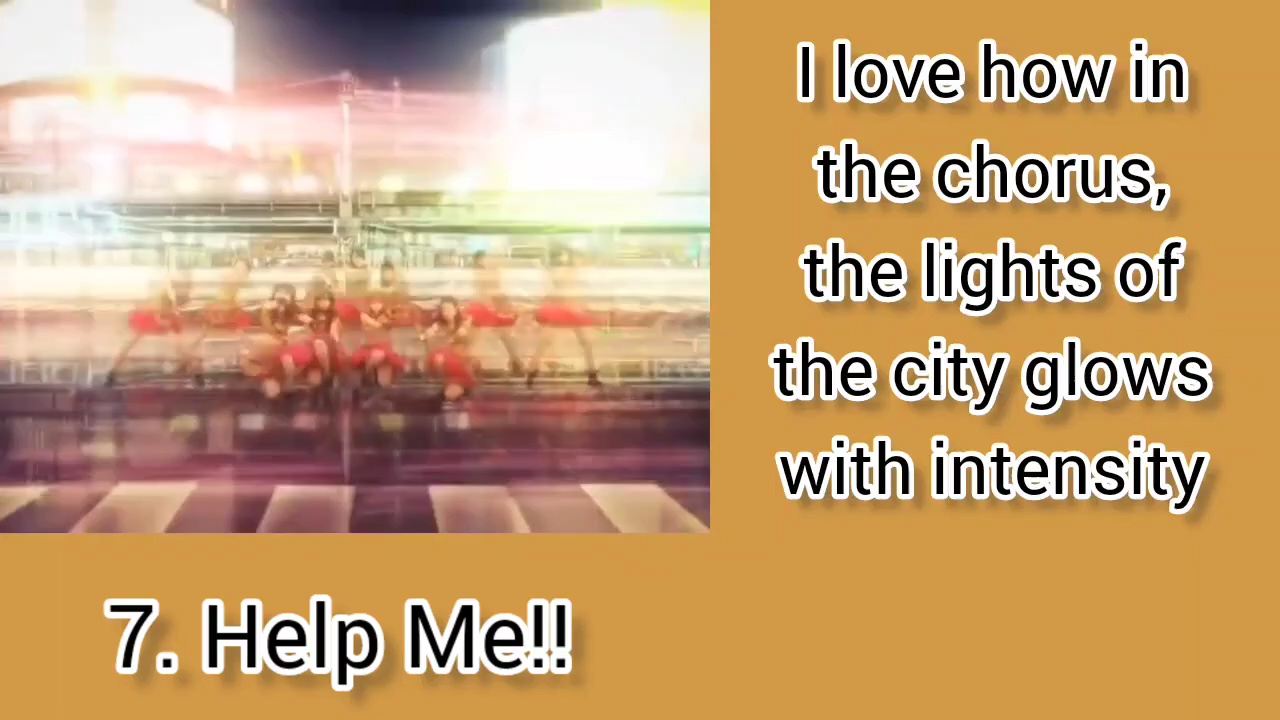 I love how in
the chorus,
the lights of
the city glows
with intensity
7. Help Me!!